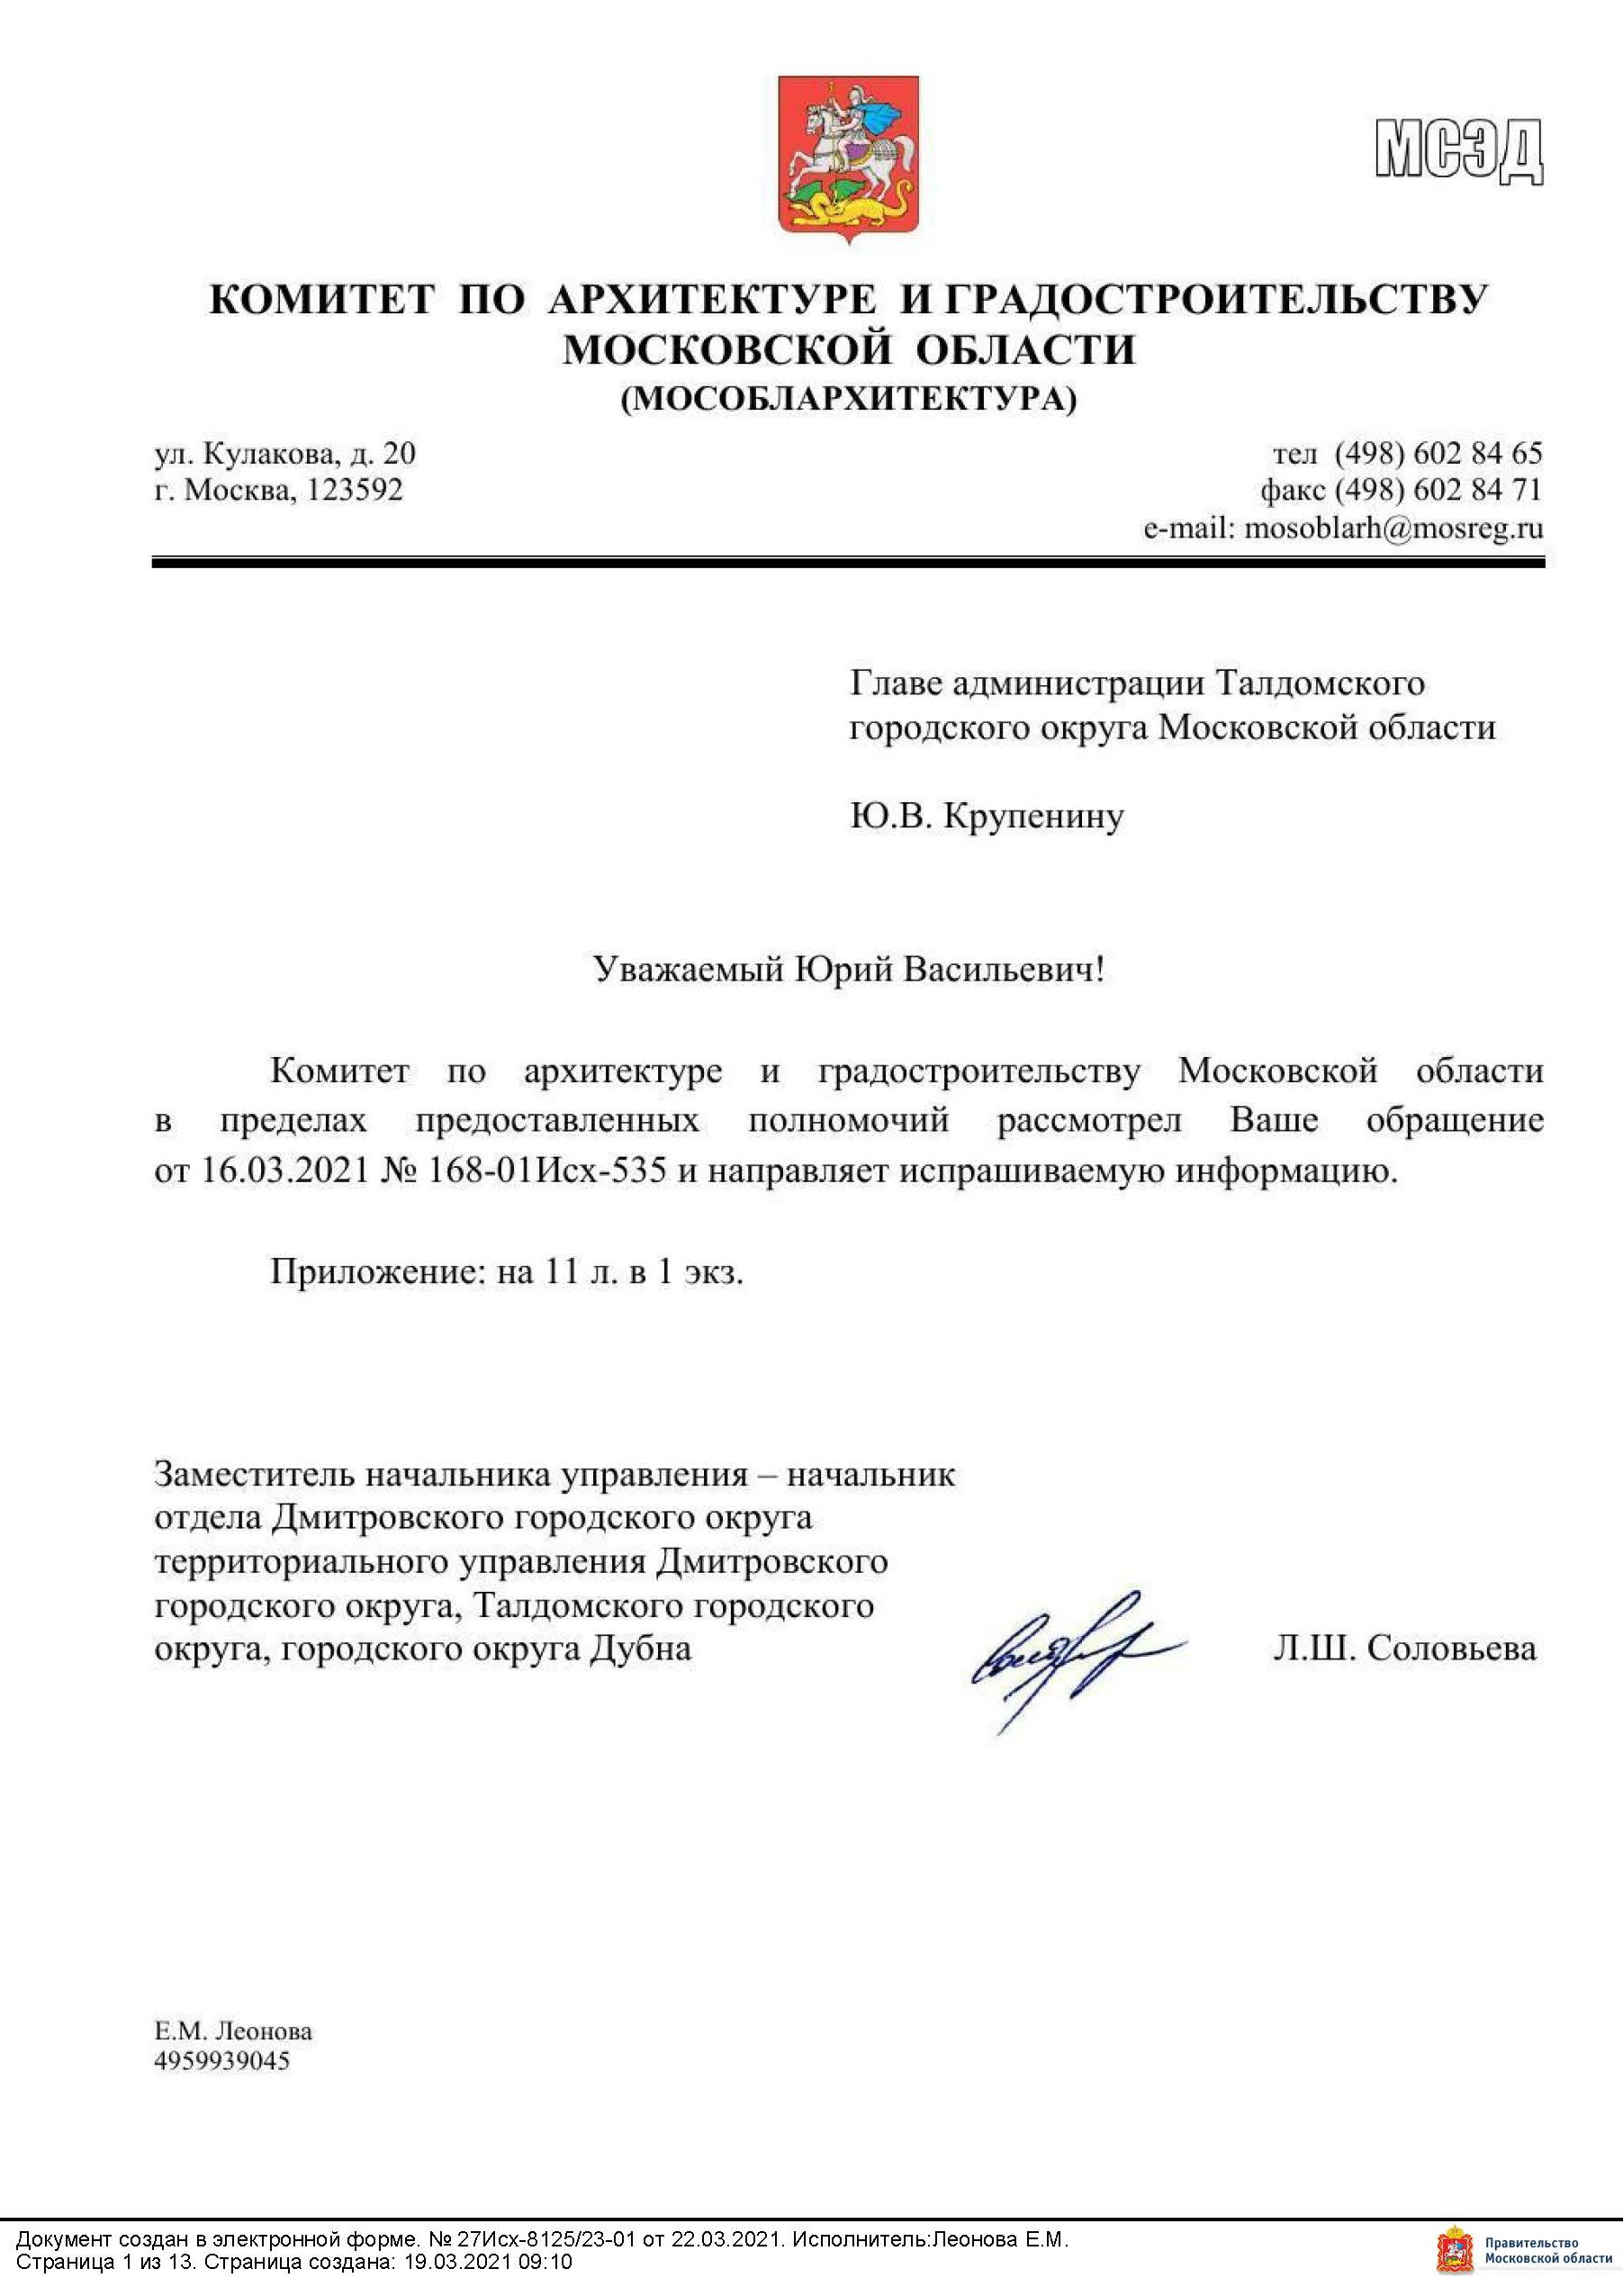 МСЭД
КОМИТЕТ ПО АРХИТЕКТУРЕ И ГРАДОСТРОИТЕЛЬСТВУ
МОСКОВСКОЙ ОБЛАСТИ
(МОСОБЛАРХИТЕКТУРА)
ул. Кулакова, д. 20
г. Москва, 123592
тел (498) 602 84 65
факс (498) 602 84 71
e-mail: mosoblarh@mosreg.ru
Главе администрации Талдомского
городского округа Московской области
Ю.В. Крупенину
Уважаемый Юрий Васильевич!
Комитет по архитектуре и градостроительству Московской области
в пределах предоставленных полномочий рассмотрел Ваше обращение
от 16.03.2021 № 168-01Исх-535 и направляет испрашиваемую информацию.
Приложение: на 11 л. в 1 экз.
Заместитель начальника управления – начальник
отдела Дмитровского городского округа
территориального управления Дмитровского
городского округа, Талдомского городского
округа, городского округа Дубна
Л.Ш. Соловьева
Е.М. Леонова
4959939045
Документ создан в электронной форме. № 27Исх-8125/23-01 от 22.03.2021. Исполнитель:Леонова Е.М.
Страница 1 из 13. Страница создана: 19.03.2021 09:10
Правительство
Московской области